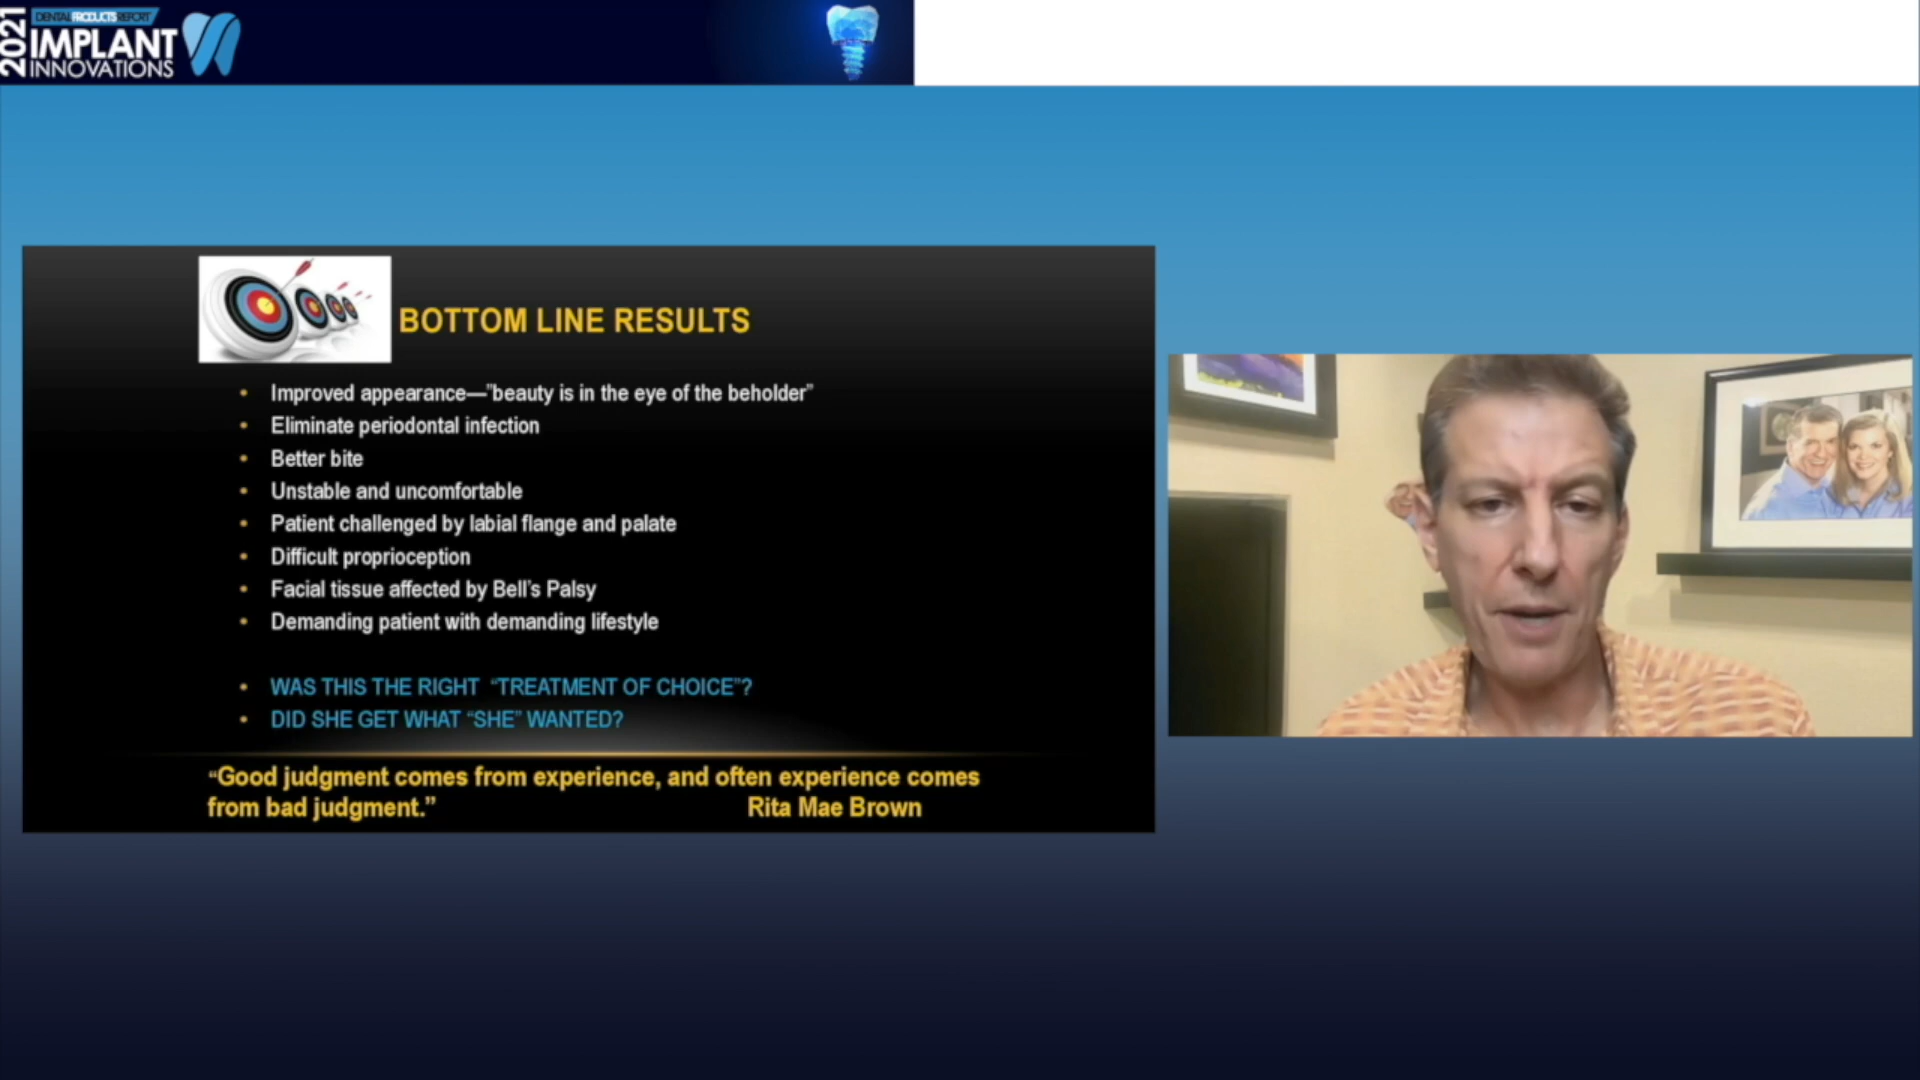 2021
DENTAL PRODUCTS REPORT
IMPLANT
INNOVATIONS
BOTTOM LINE RESULTS
• Improved appearance—”beauty is in the eye of the beholder”
• Eliminate periodontal infection
• Better bite
• Unstable and uncomfortable
• Patient challenged by labial flange and palate
• Difficult proprioception
• Facial tissue affected by Bell’s Palsy
• Demanding patient with demanding lifestyle
• WAS THIS THE RIGHT “TREATMENT OF CHOICE”?
• DID SHE GET WHAT “SHE” WANTED?
“Good judgment comes from experience, and often experience comes
from bad judgment.” Rita Mae Brown